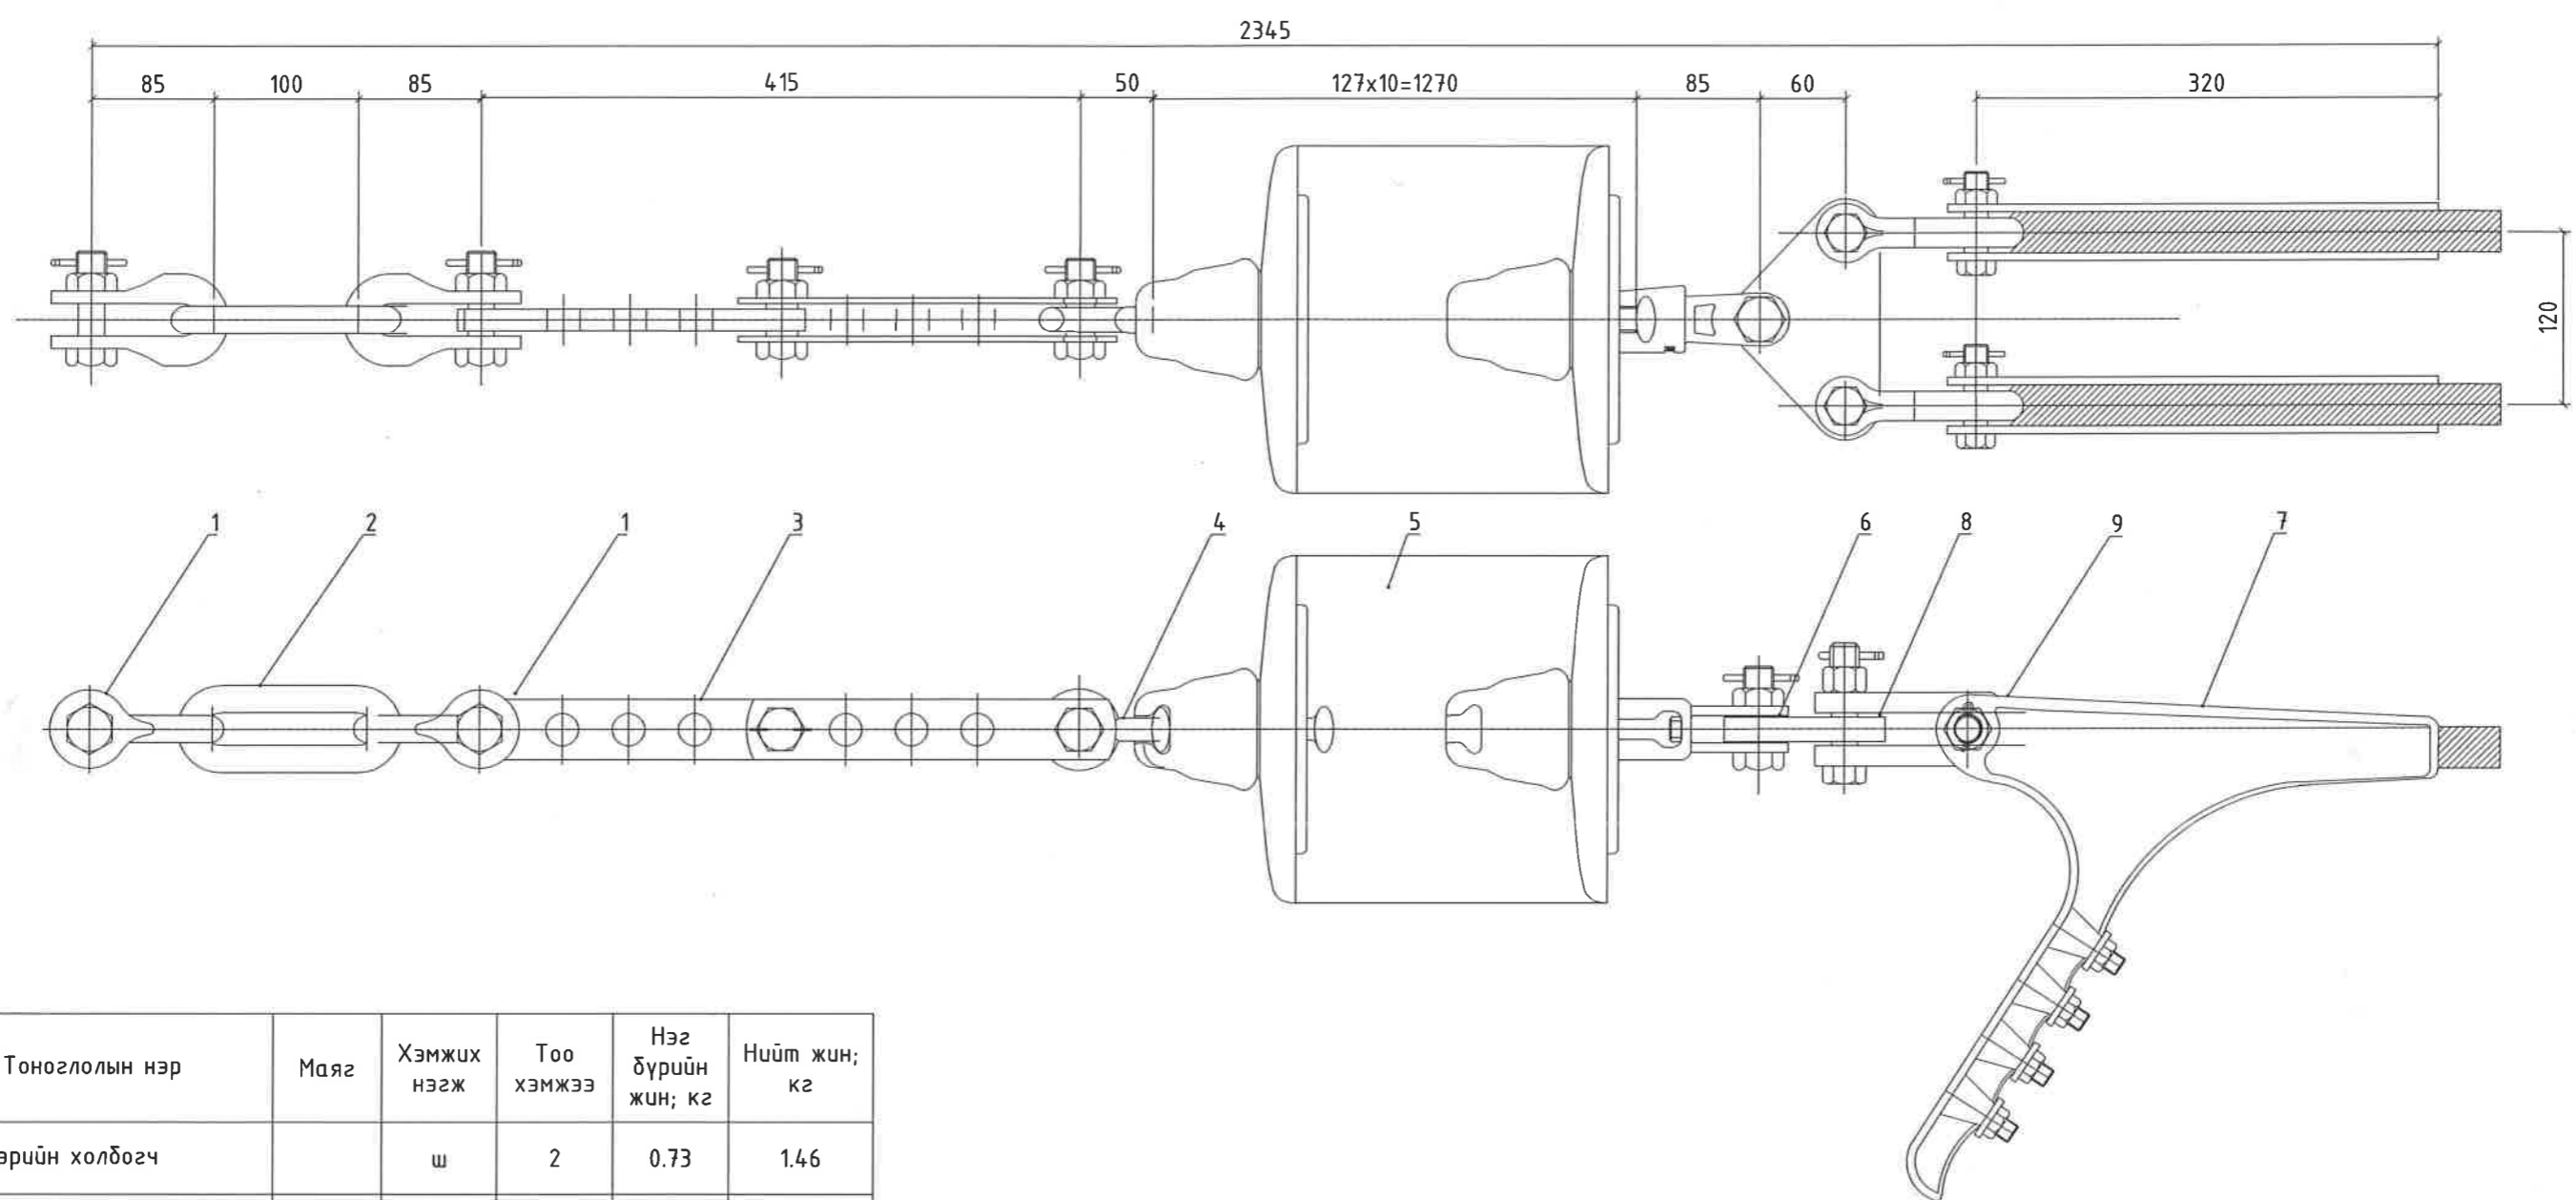 2345
85 100 85 415 50 127x10=1270 85 60 320
120
1 2 1 3 4 5 6 8 9 7
Тоноглолын нэр
Маяг
Хэмжих
нэгж
Тоо
хэмжээ
Нэг
бүрийн
жин; кг
Нийт жин;
кг
холбогч ш 2 0.73 1.46